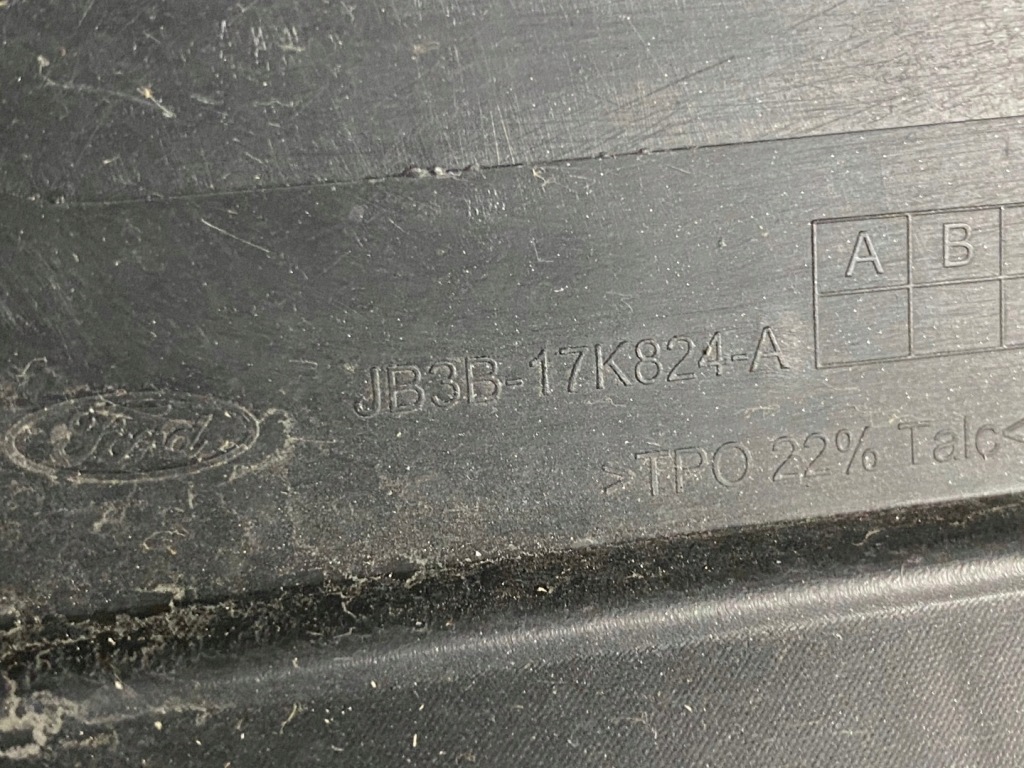 A B
JB3B-17K824-A
Ford
>TPO 22% Talc<